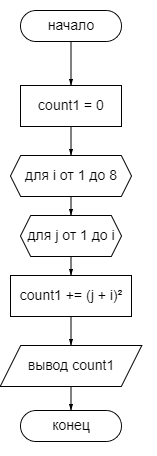 начало
count1 = 0
для i от 1 до 8
для j от 1 до i
count1 += (j + i)²
вывод count1
конец